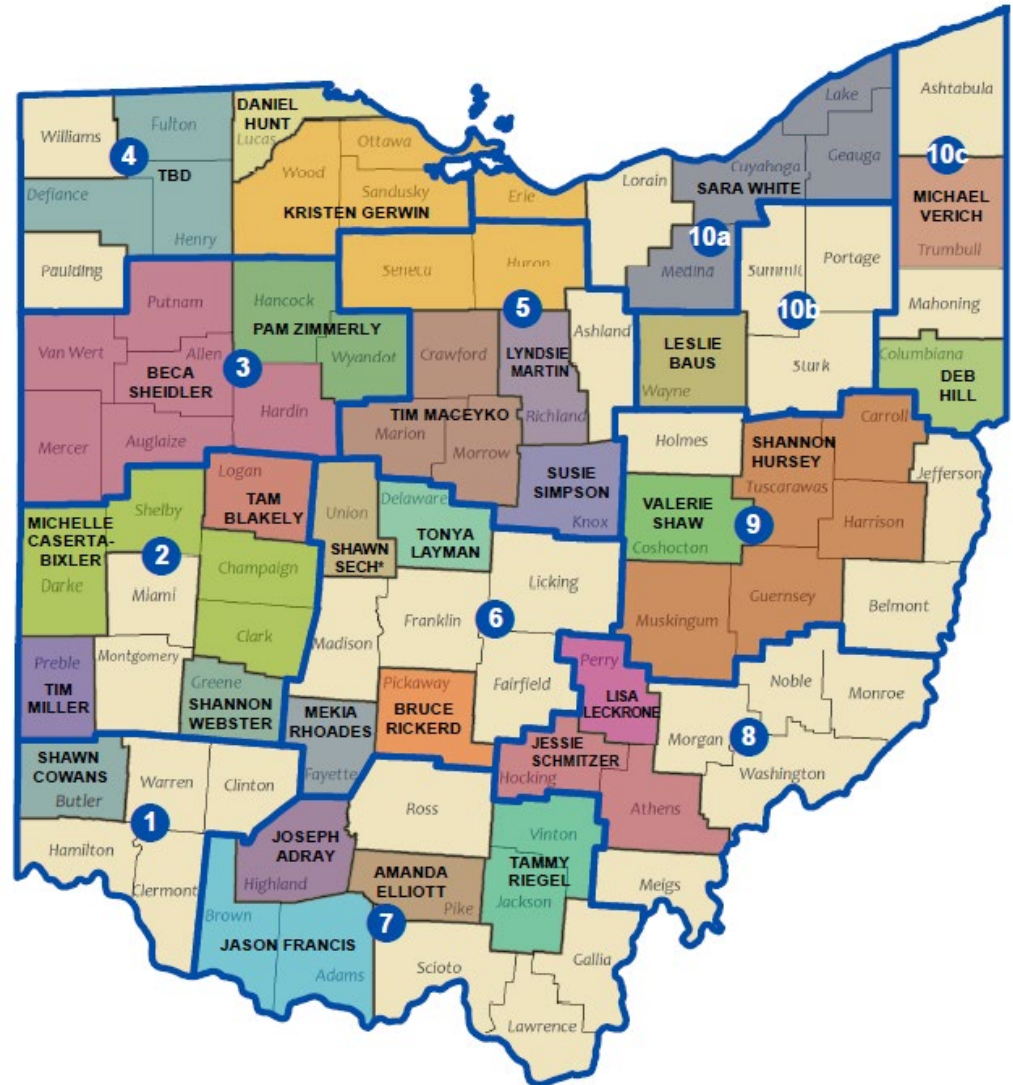 Ashtabula
Lake
Geauga
Cuyahoga
SARA WHITE
10c
MICHAEL
VERICH
Trumbull
Williams
Fulton
4
TBD
Defiance
Henry
Paulding
DANIEL
HUNT
Lucas
Ottawa
Wood
Sandusky
KRISTEN GERWIN
Erie
Lorain
10a
Medina
Summit
Portage
10b
Stark
Mahoning
Columbiana
DEB
HILL
Seneca
Huron
5
Ashland
LESLIE
BAUS
Wayne
Putnam
Hancock
PAM ZIMMERLY
Wyandot
Van Wert
Allen
3
BECA
SHEIDLER
Hardin
Mercer
Auglaize
Crawford
LYNDSIE
MARTIN
Richland
TIM MACEYKO
Marion
Morrow
SUSIE
SIMPSON
Knox
Holmes
SHANNON
HURSEY
Carroll
Tuscarawas
Jefferson
VALERIE
SHAW
9
Harrison
Coshocton
Muskingum
Guernsey
Belmont
Logan
TAM
BLAKELY
Union
SHAWN
SECH*
Delaware
TONYA
LAYMAN
MICHELLE
CASERTA-
BIXLER
Darke
Shelby
2
Champaign
Miami
Clark
Madison
Franklin
6
Licking
Fairfield
Preble
TIM
MILLER
Montgomery
Greene
SHANNON
WEBSTER
MEKIA
RHOADES
Fayette
Pickaway
BRUCE
RICKERD
Perry
LISA
LECKRONE
Noble
Monroe
Morgan
8
Washington
JESSIE
SCHMITZER
Hocking
Athens
Meigs
SHAWN
COWANS
Butler
Warren
Clinton
1
Hamilton
Clermont
Ross
JOSEPH
ADRAY
Highland
AMANDA
ELLIOTT
Pike
Vinton
TAMMY
RIEGEL
Jackson
Brown
JASON FRANCIS
Adams
7
Scioto
Gallia
Lawrence